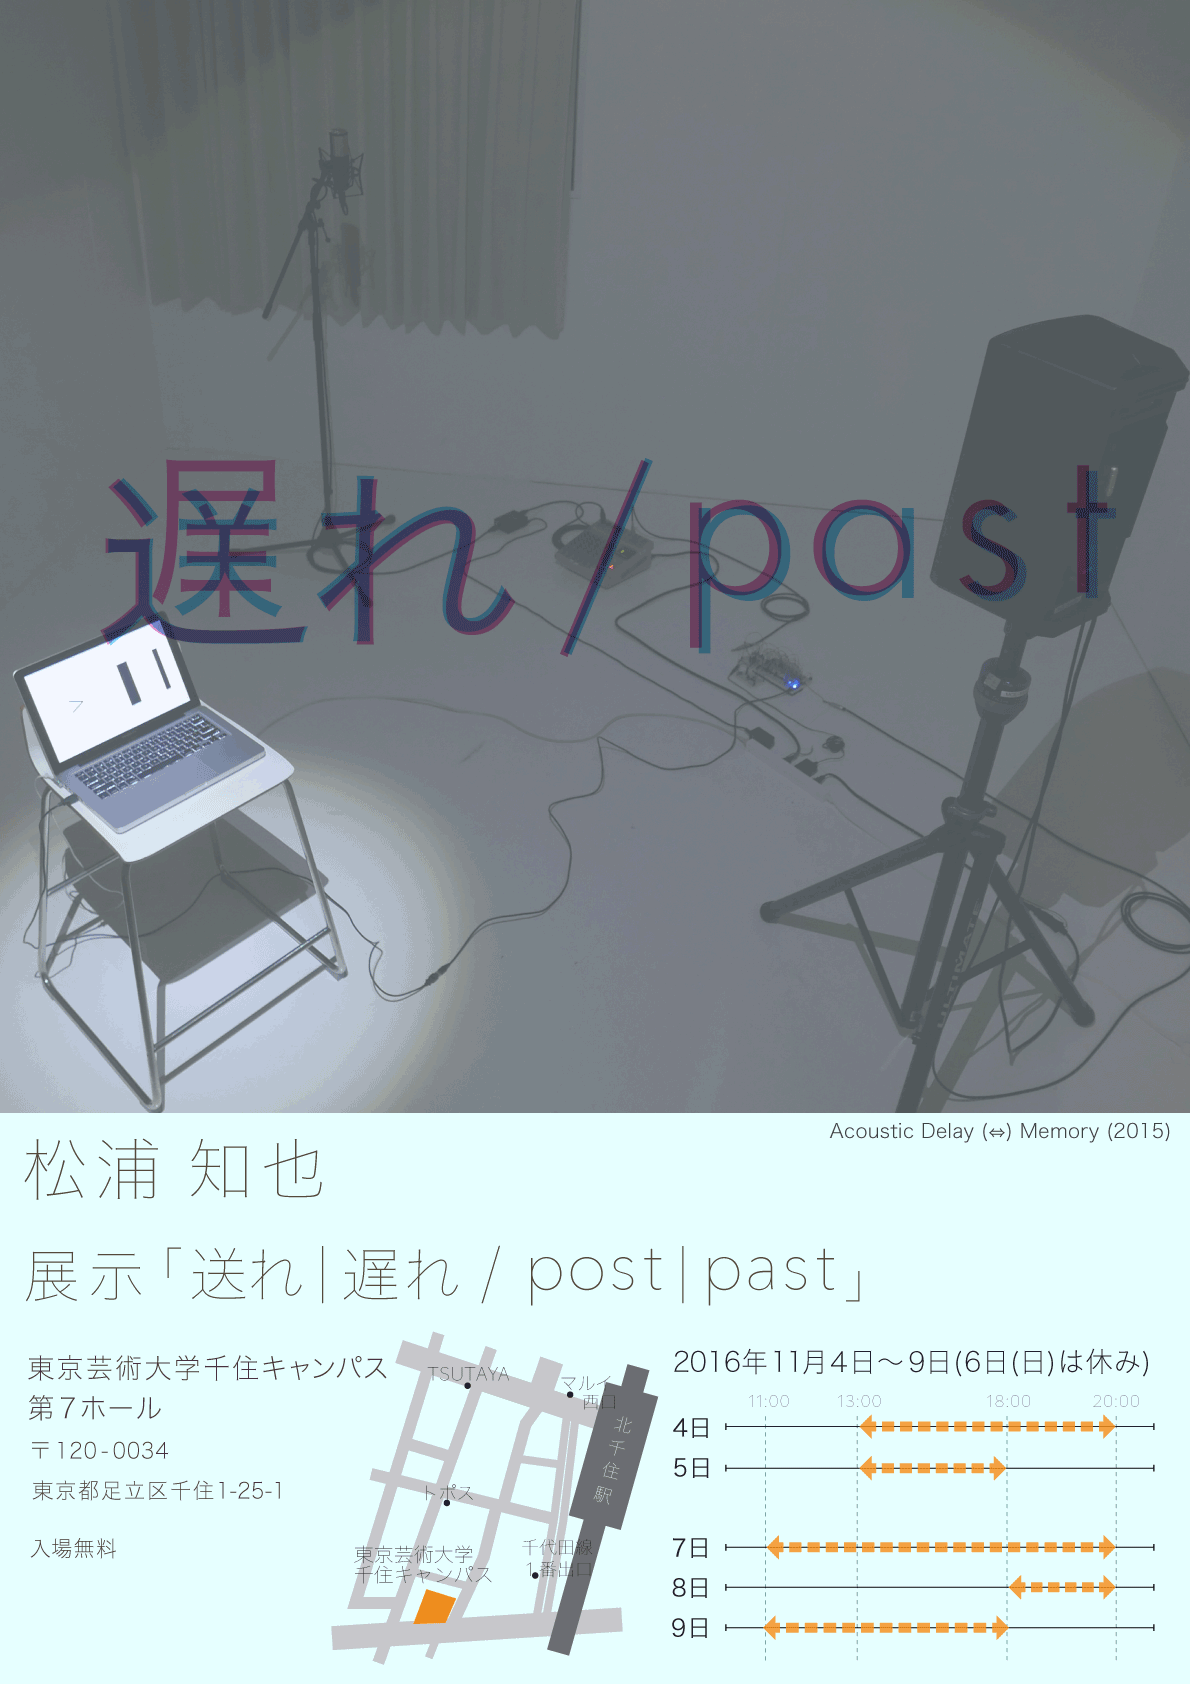 遅れ/past
Acoustic Delay (⇔) Memory (2015)
松浦 知也
展示「送れ|遅れ / post|past」
東京芸術大学千住キャンパス
第7ホール
〒120-0034
東京都足立区千住1-25-1
入場無料
TSUTAYA
マルイ
西口
北千住駅
トポス
東京芸術大学
千住キャンパス
千代田線
1番出口
2016年11月4日〜9日(6日(日)は休み)
11:00 13:00 18:00 20:00
4日
5日
7日
8日
9日